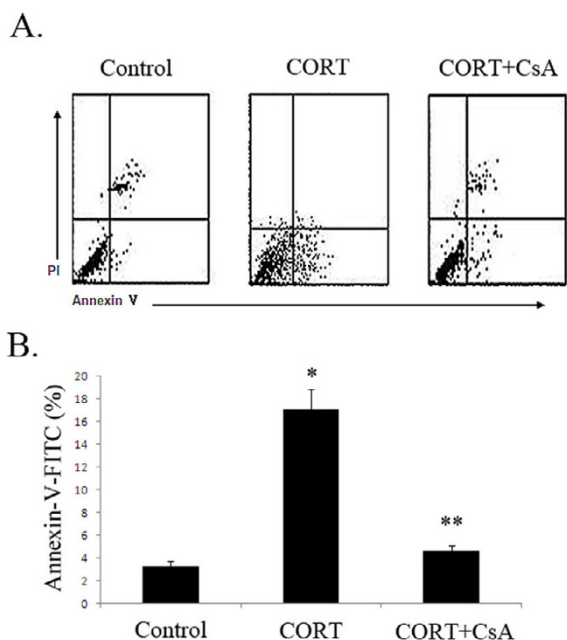 A.
Control CORT CORT+CsA
PI
Annexin V
B.
Annexin-V-FITC (%)
20
18
16
14
12
10
8
6
4
2
0
*
**
Control CORT CORT+CsA